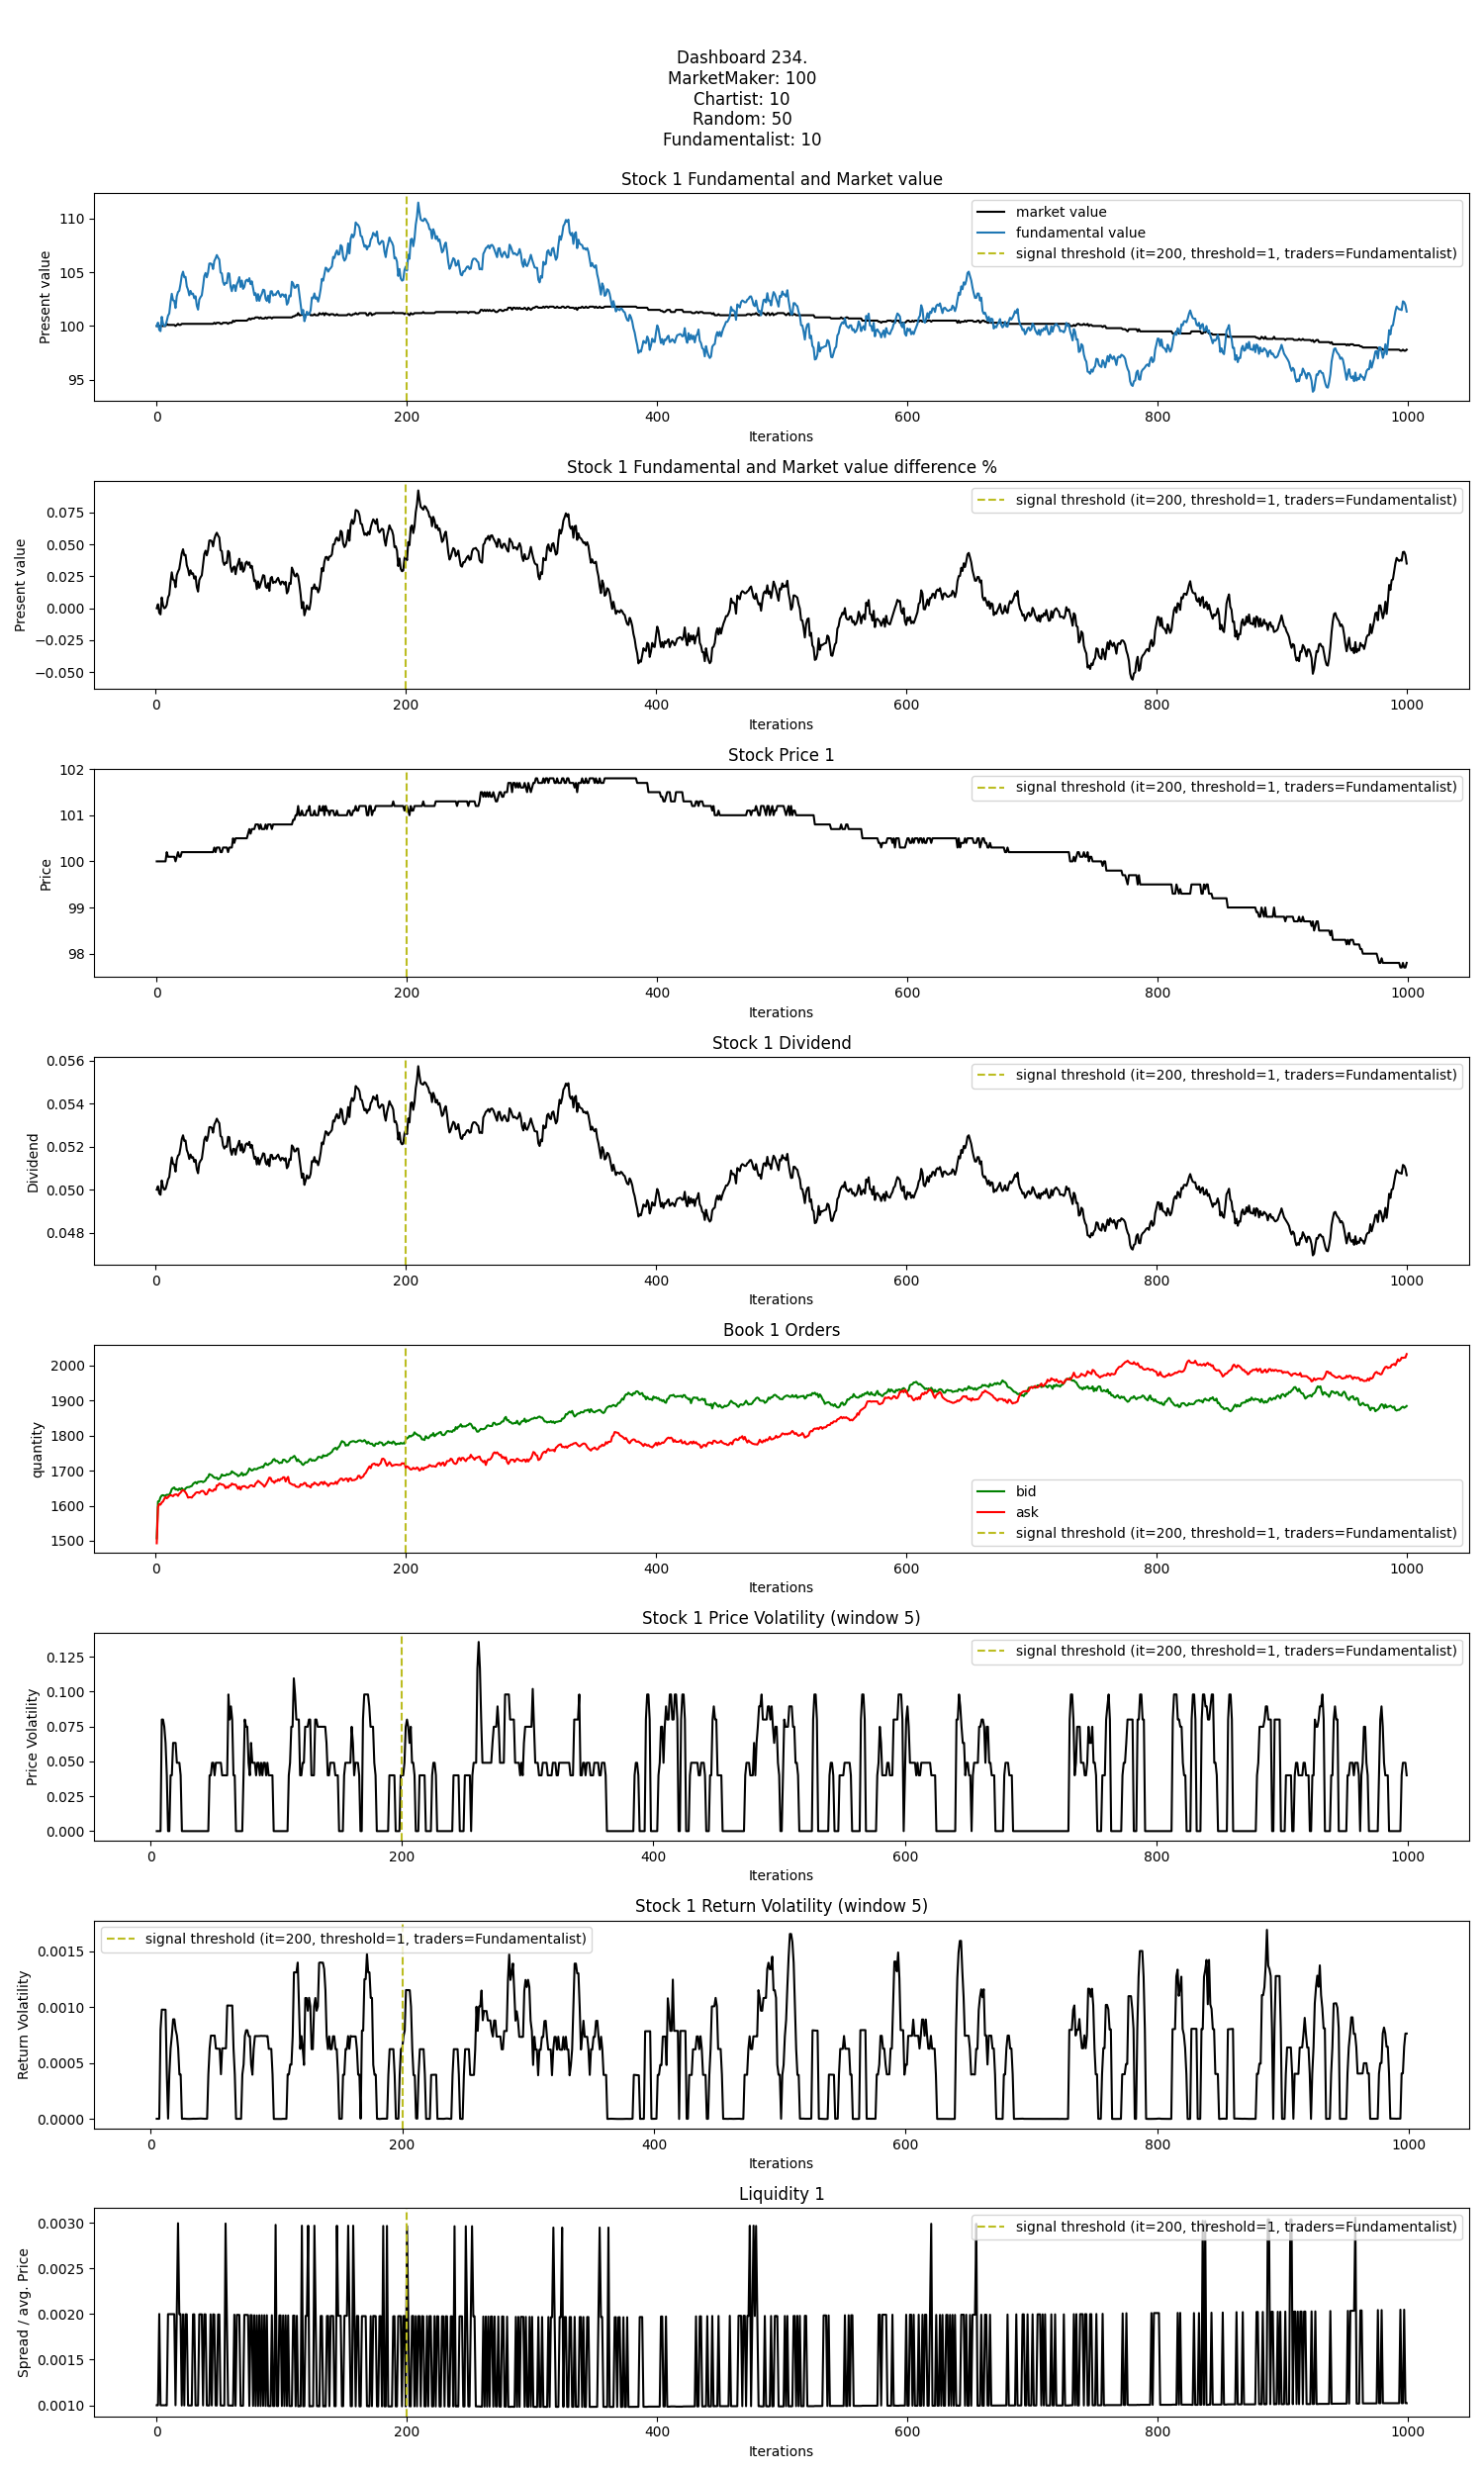 Dashboard 234.
MarketMaker: 100
Chartist: 10
Random: 50
Fundamentalist: 10
Stock 1 Fundamental and Market value
Present value
110
105
100
95
market value
fundamental value
signal threshold (it=200, threshold=1, traders=Fundamentalist)
0 200 400 600 800 1000
Iterations
Stock 1 Fundamental and Market value difference %
Present value
0.075
0.050
0.025
0.000
−0.025
−0.050
signal threshold (it=200, threshold=1, traders=Fundamentalist)
0 200 400 600 800 1000
Iterations
Stock Price 1
Price
102
101
100
99
98
signal threshold (it=200, threshold=1, traders=Fundamentalist)
0 200 400 600 800 1000
Iterations
Stock 1 Dividend
Dividend
0.056
0.054
0.052
0.050
0.048
signal threshold (it=200, threshold=1, traders=Fundamentalist)
0 200 400 600 800 1000
Iterations
Book 1 Orders
quantity
2000
1900
1800
1700
1600
1500
bid
ask
signal threshold (it=200, threshold=1, traders=Fundamentalist)
0 200 400 600 800 1000
Iterations
Stock 1 Price Volatility (window 5)
Price Volatility
0.125
0.100
0.075
0.050
0.025
0.000
signal threshold (it=200, threshold=1, traders=Fundamentalist)
0 200 400 600 800 1000
Iterations
Stock 1 Return Volatility (window 5)
Return Volatility
0.0015
0.0010
0.0005
0.0000
signal threshold (it=200, threshold=1, traders=Fundamentalist)
0 200 400 600 800 1000
Iterations
Liquidity 1
Spread / avg. Price
0.0030
0.0025
0.0020
0.0015
0.0010
signal threshold (it=200, threshold=1, traders=Fundamentalist)
0 200 400 600 800 1000
Iterations